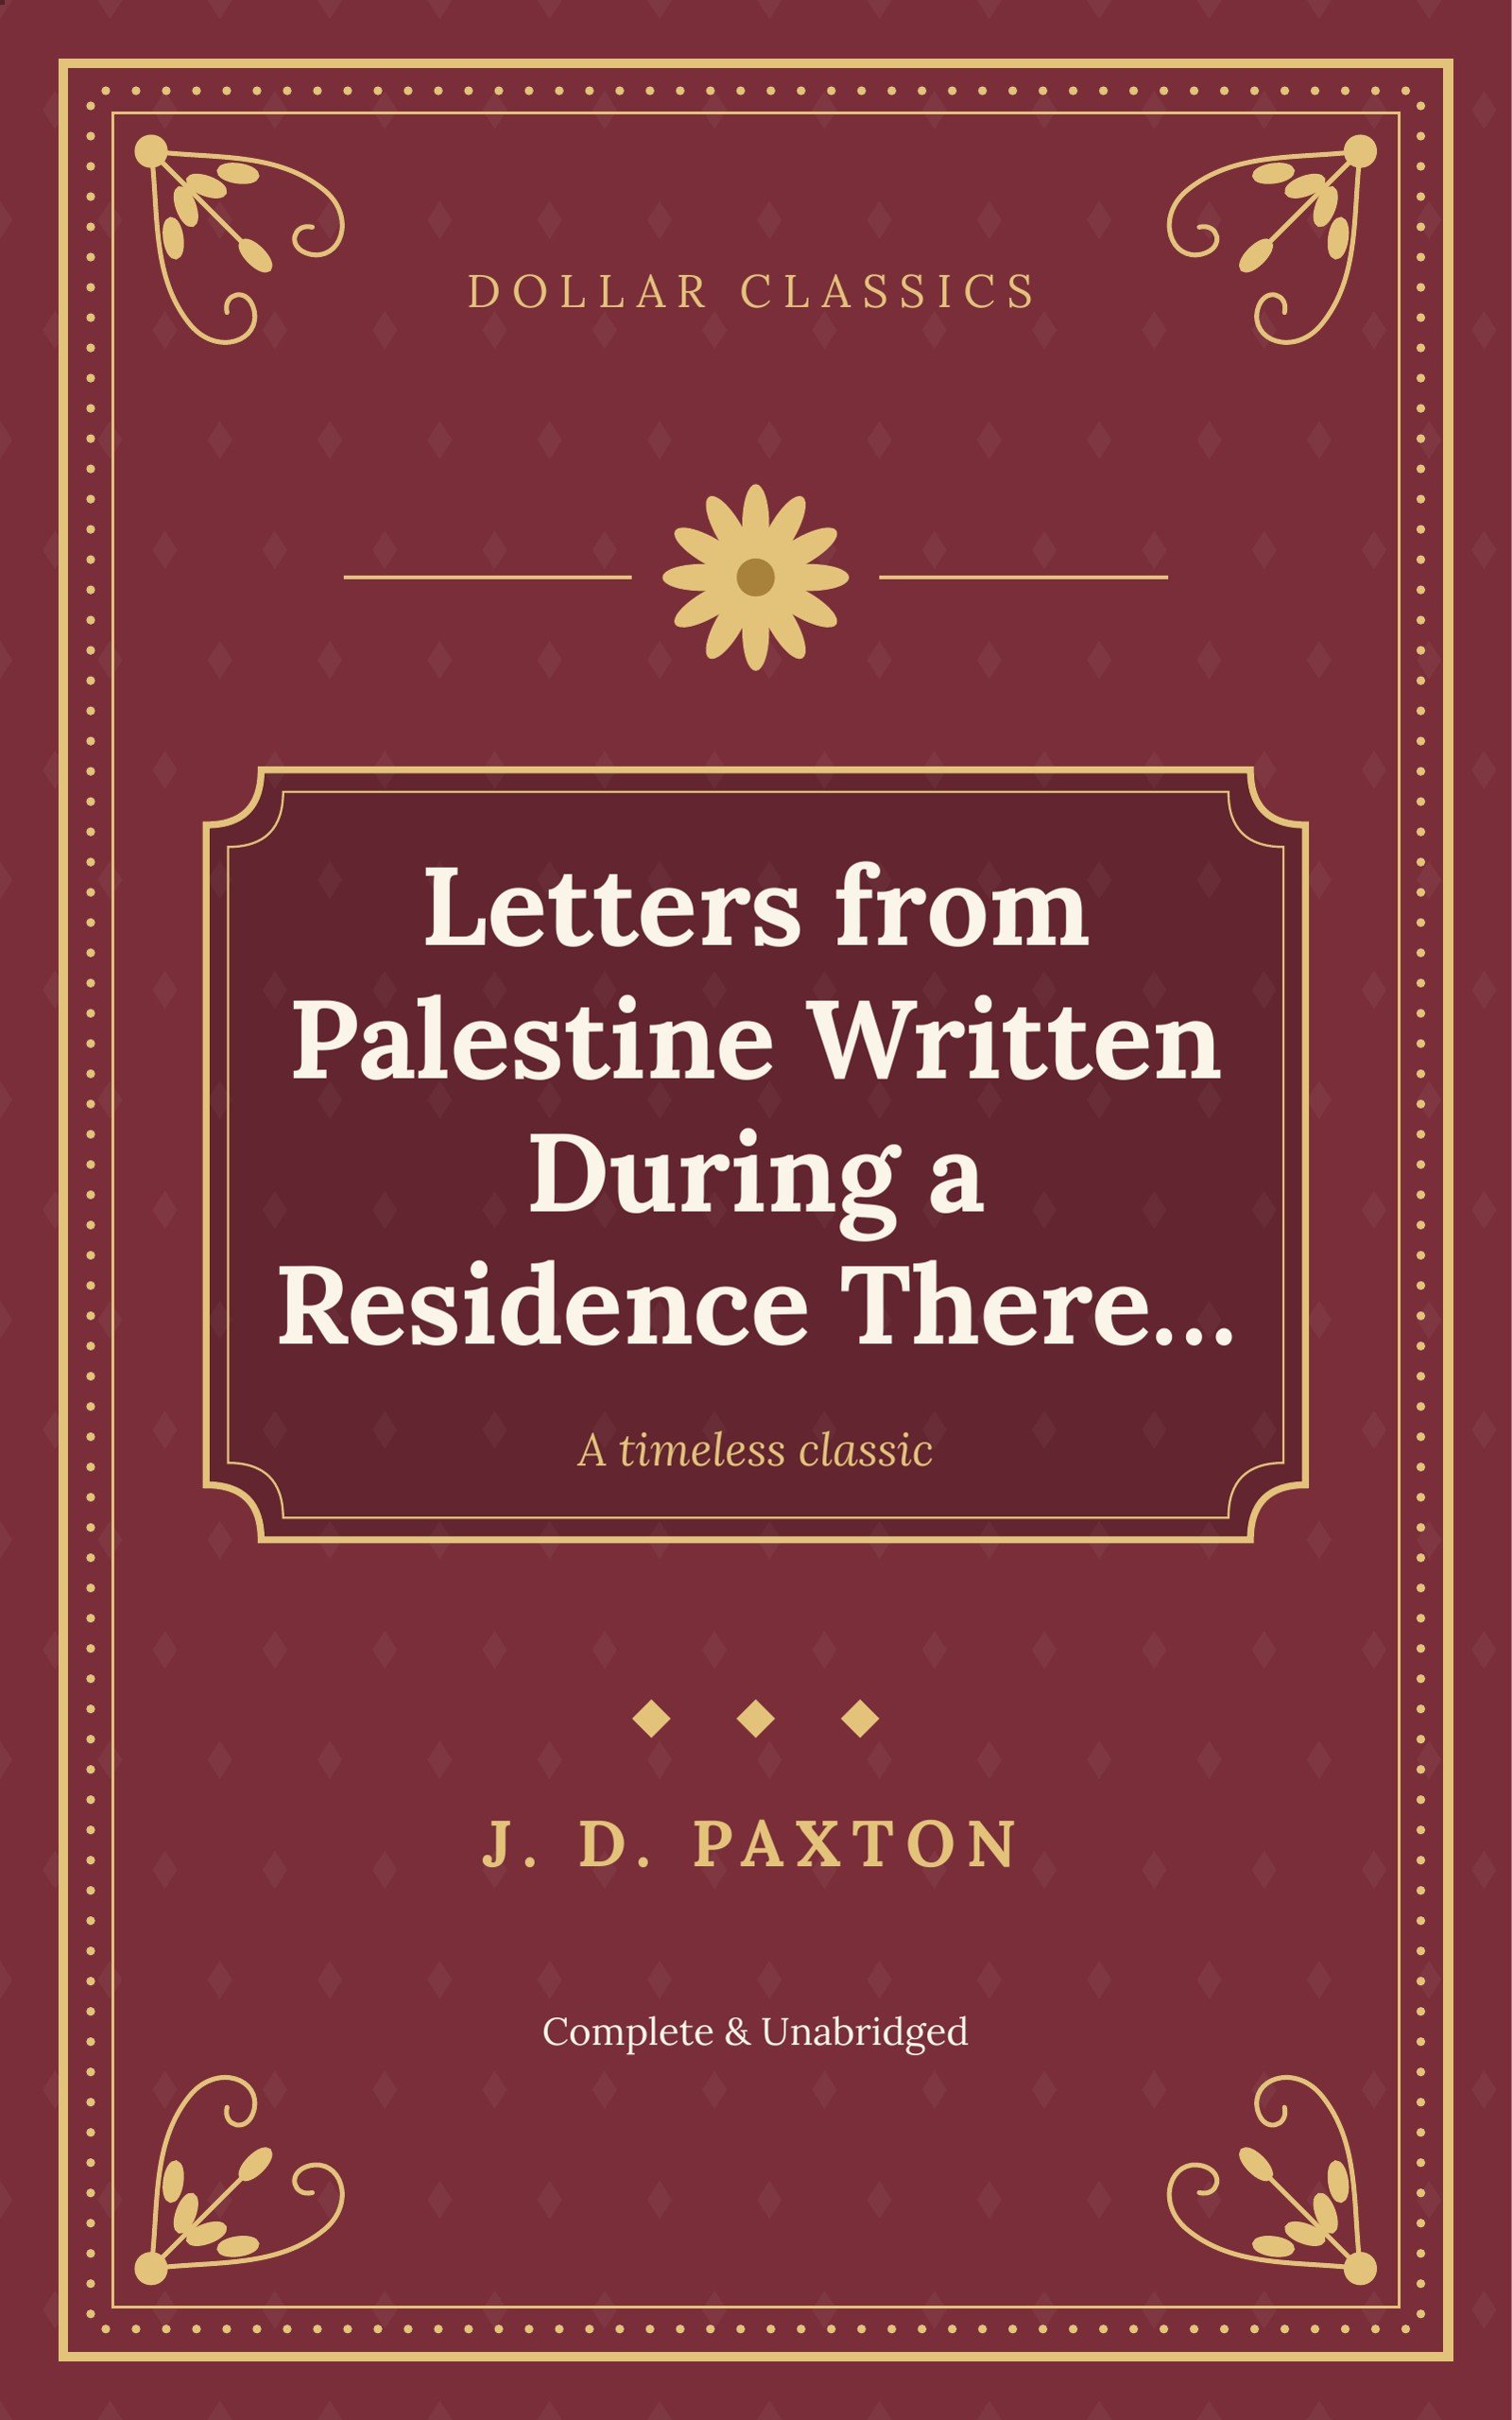 DOLLAR CLASSICS
Letters from
Palestine Written
During a
Residence There...
A timeless classic
J. D. PAXTON
Complete & Unabridged